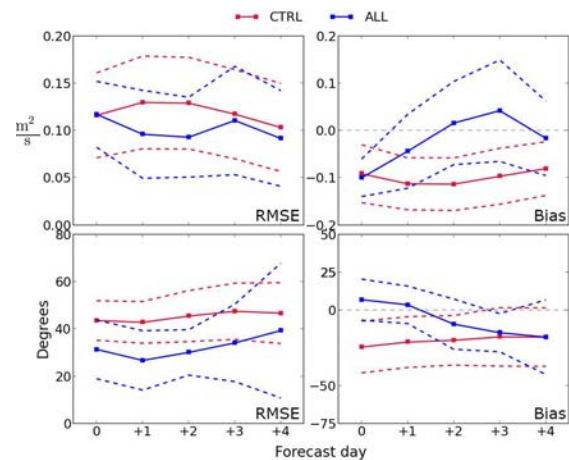 CTRL ALL
0.20 0.2
0.15 0.1
m²/s 0.10 0.0
0.05 −0.1
0.00 RMSE −0.2 Bias
80 50
60 25
Degrees 40 0
−25
20 −50
0 RMSE −75 Bias
0 +1 +2 +3 +4 0 +1 +2 +3 +4
Forecast day